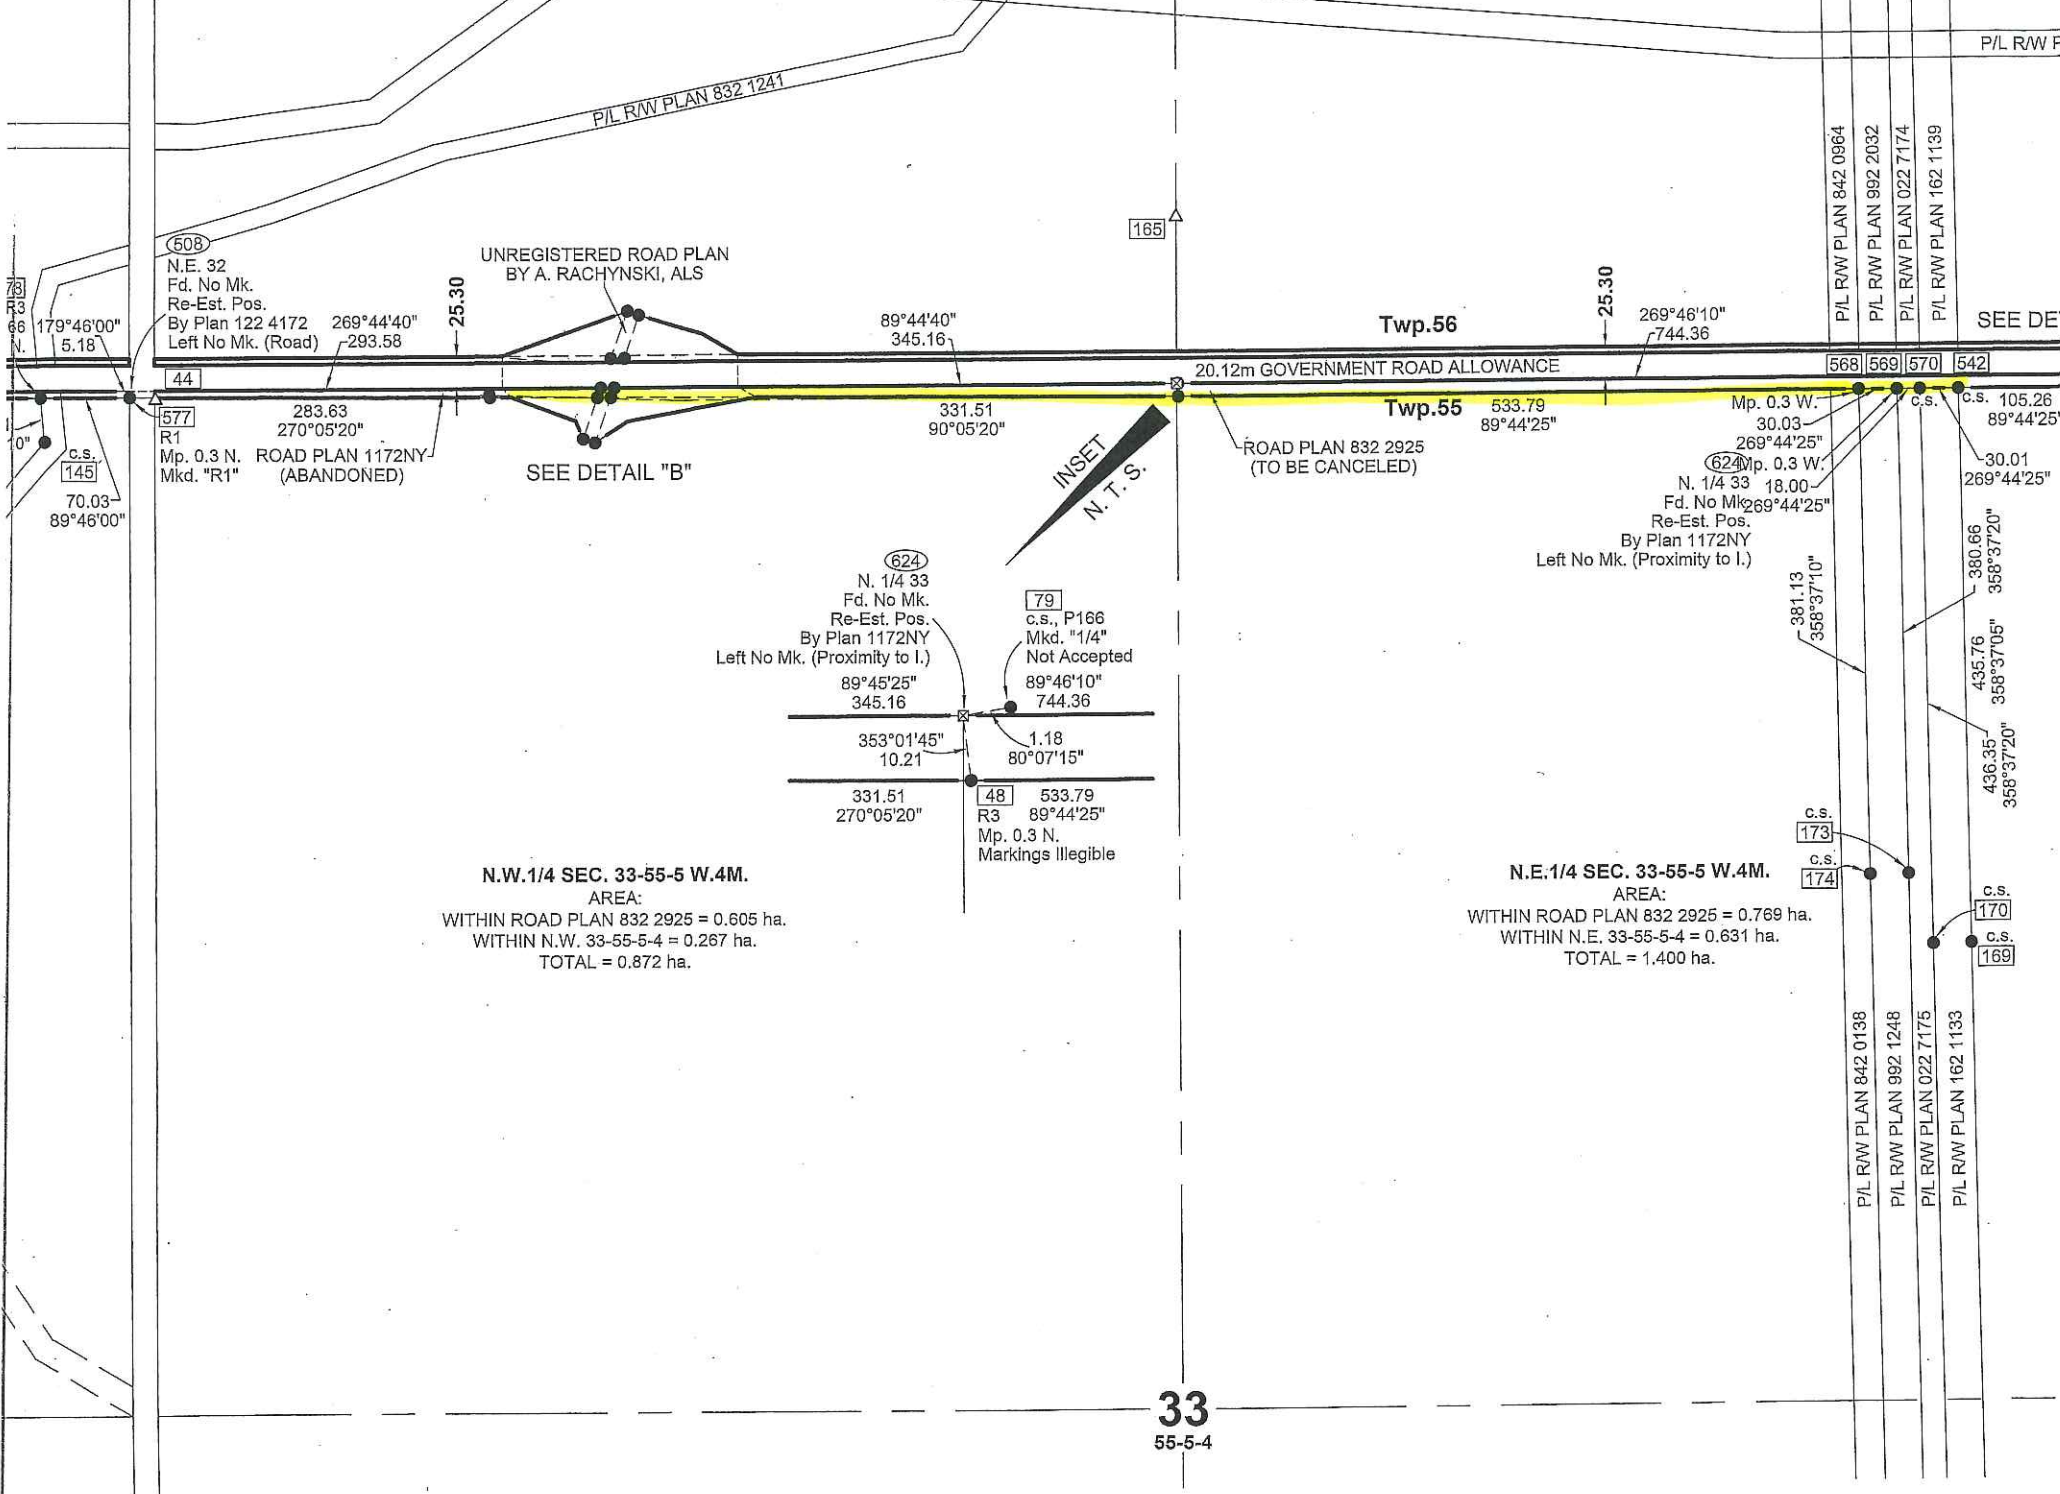 P/L R/W PLAN 832 1241
P/L R/W
508
N.E. 32
Fd. No Mk.
Re-Est. Pos.
By Plan 122 4172
Left No Mk. (Road)
R3
66
N.
179°46'00"
5.18
269°44'40"
293.58
25.30
UNREGISTERED ROAD PLAN
BY A. RACHYNSKI, ALS
89°44'40"
345.16
165
Twp.56
25.30
269°46'10"
744.36
P/L R/W PLAN 842 0964
P/L R/W PLAN 992 2032
P/L R/W PLAN 022 7174
P/L R/W PLAN 162 1139
SEE DE
44
20.12m GOVERNMENT ROAD ALLOWANCE
568
569
570
542
577
R1
Mp. 0.3 N.
Mkd. "R1"
283.63
270°05'20"
ROAD PLAN 1172NY
(ABANDONED)
c.s.
145
70.03
89°46'00"
SEE DETAIL "B"
331.51
90°05'20"
Twp.55
533.79
89°44'25"
ROAD PLAN 832 2925
(TO BE CANCELED)
INSET
N. T. S.
Mp. 0.3 W.
30.03
269°44'25"
c.s.
c.s.
105.26
89°44'25"
624
Mp. 0.3 W.
N. 1/4 33
18.00
Fd. No Mk
269°44'25"
Re-Est. Pos.
By Plan 1172NY
Left No Mk. (Proximity to I.)
30.01
269°44'25"
381.13
358°37'10"
380.66
358°37'20"
435.76
358°37'05"
436.35
358°37'20"
624
N. 1/4 33
Fd. No Mk.
Re-Est. Pos.
By Plan 1172NY
Left No Mk. (Proximity to I.)
79
c.s., P166
Mkd. "1/4"
Not Accepted
89°45'25"
345.16
89°46'10"
744.36
353°01'45"
10.21
1.18
80°07'15"
331.51
270°05'20"
48
R3
Mp. 0.3 N.
Markings Illegible
533.79
89°44'25"
c.s.
173
c.s.
174
c.s.
170
c.s.
169
N.W.1/4 SEC. 33-55-5 W.4M.
AREA:
WITHIN ROAD PLAN 832 2925 = 0.605 ha.
WITHIN N.W. 33-55-5-4 = 0.267 ha.
TOTAL = 0.872 ha.
N.E.1/4 SEC. 33-55-5 W.4M.
AREA:
WITHIN ROAD PLAN 832 2925 = 0.769 ha.
WITHIN N.E. 33-55-5-4 = 0.631 ha.
TOTAL = 1.400 ha.
P/L R/W PLAN 842 0138
P/L R/W PLAN 992 1248
P/L R/W PLAN 022 7175
P/L R/W PLAN 162 1133
33
55-5-4